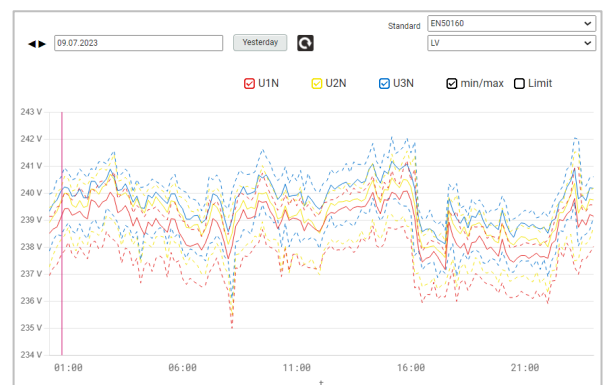 Standard EN50160
09.07.2023 Yesterday LV
U1N U2N U3N min/max Limit
243 V
242 V
241 V
240 V
239 V
238 V
237 V
236 V
235 V
234 V
01:00 06:00 11:00 16:00 21:00
+